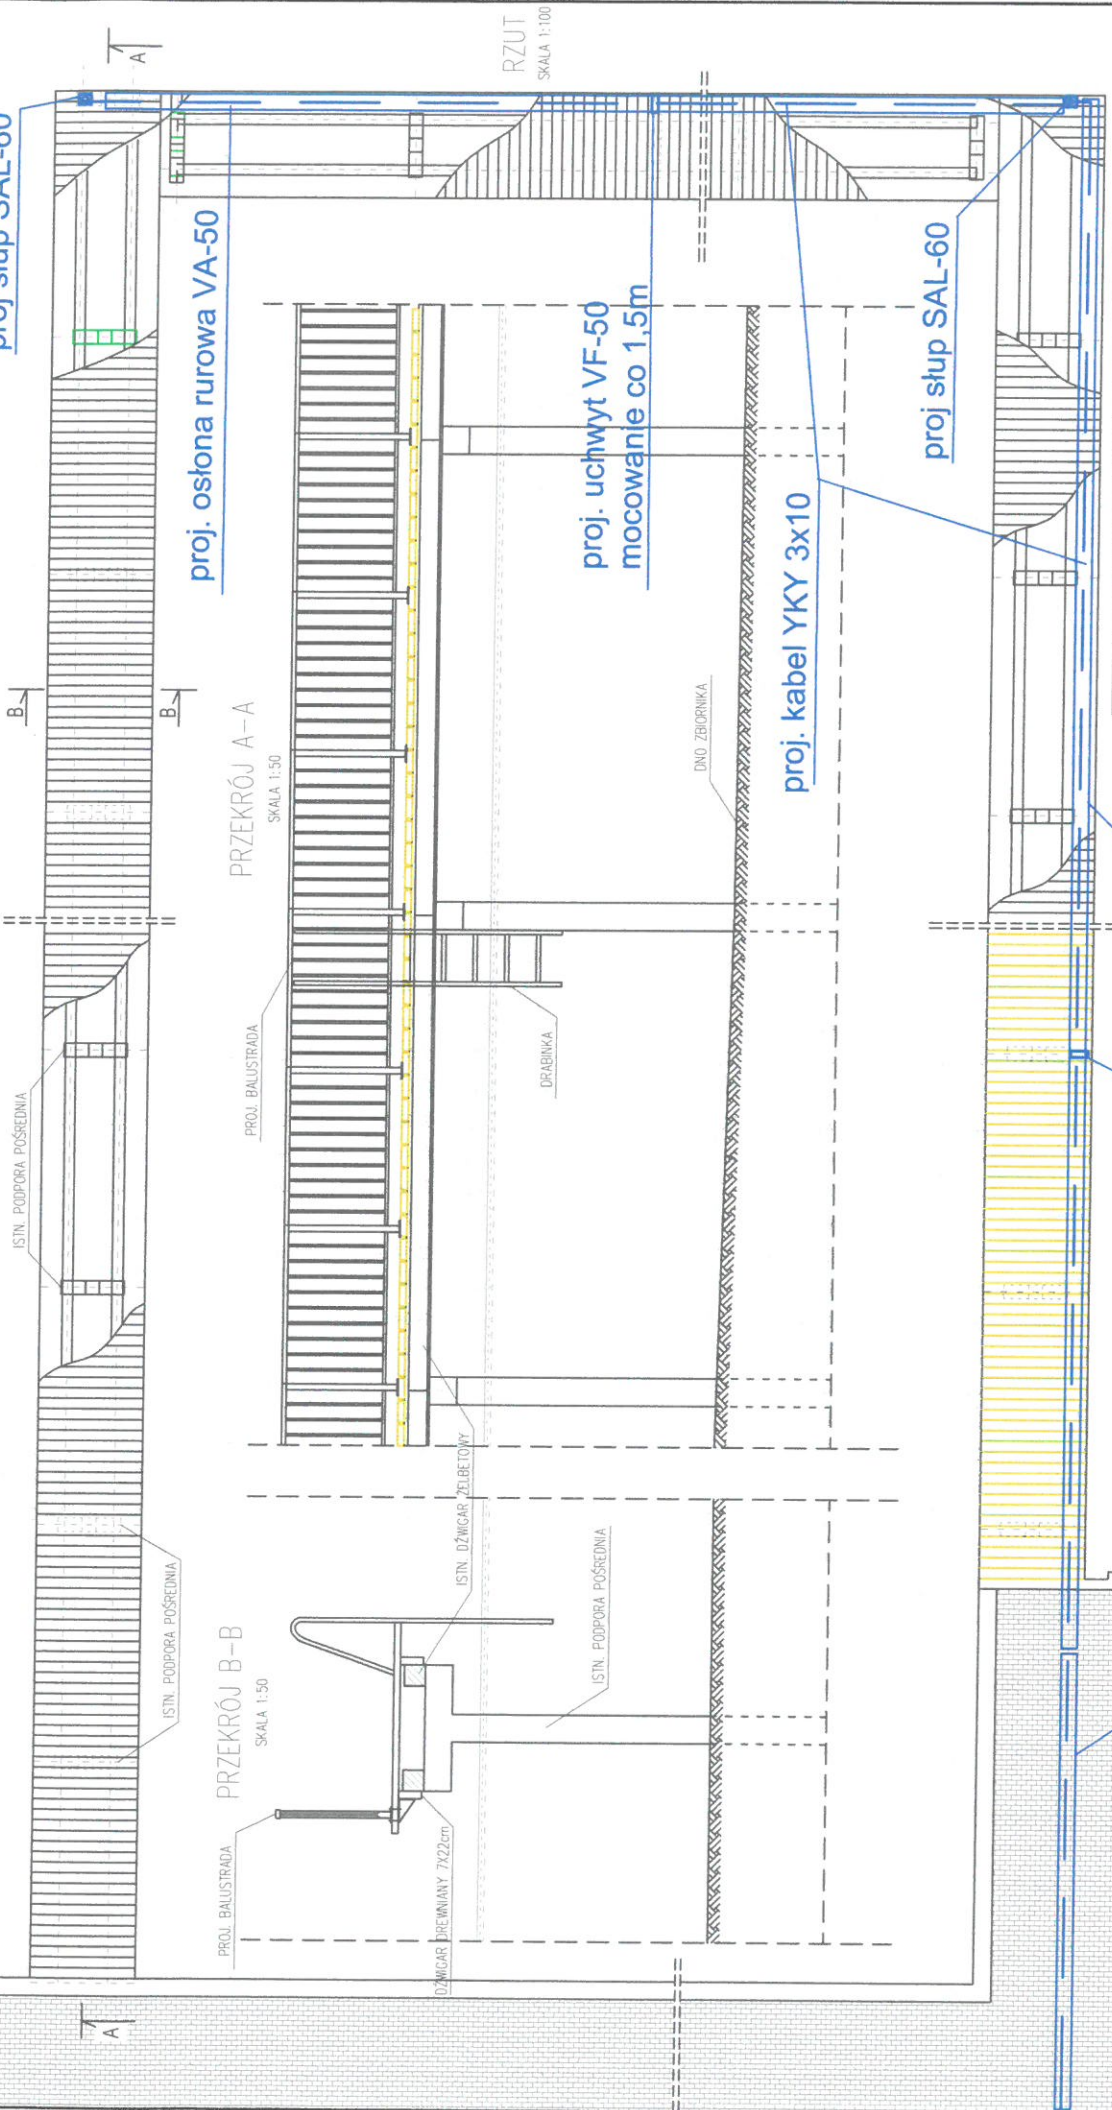 proj słup SAL-60
RZUT
SKALA 1:100
A
proj. osłona rurowa VA-50
proj. uchwyt VF-50
mocowanie co 1,5m
proj. kabel YKY 3x10
proj słup SAL-60
B
B
PRZEKRÓJ A-A
SKALA 1:50
DNO ZBIORNIKA
PROJ. BALUSTRADA
DRABINKA
ISTN. PODPORA POŚREDNIA
ISTN. DŹWIGAR ŻELBETOWY
ISTN. PODPORA POŚREDNIA
PRZEKRÓJ B-B
SKALA 1:50
ISTN. PODPORA POŚREDNIA
PROJ. BALUSTRADA
DŹWIGAR DREWNIANY 7X22cm
A